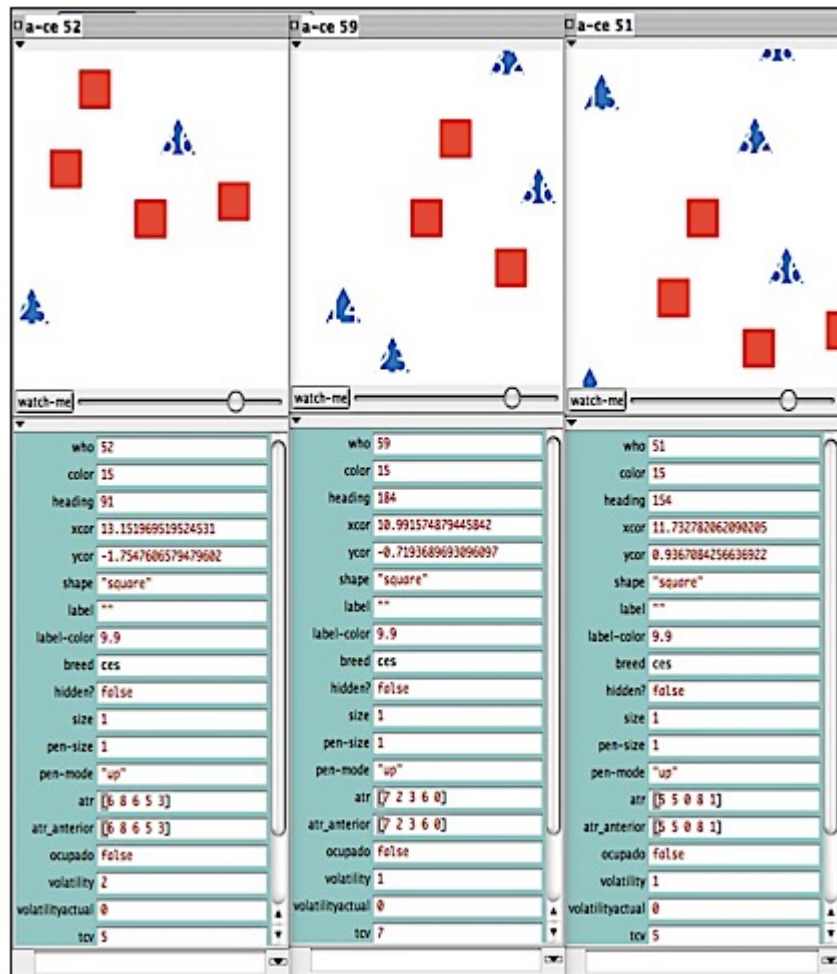 a-ce 52
watch-me
who 52
color 15
heading 91
xcor 13.151969519524531
ycor -1.7547606579479602
shape "square"
label ""
label-color 9.9
breed ces
hidden? false
size 1
pen-size 1
pen-mode "up"
atr [6 8 6 5 3]
atr_anterior [6 8 6 5 3]
ocupado false
volatility 2
volatilityactual 0
tcv 5
a-ce 59
watch-me
who 59
color 15
heading 184
xcor 10.991574879445842
ycor -0.7193689693096097
shape "square"
label ""
label-color 9.9
breed ces
hidden? false
size 1
pen-size 1
pen-mode "up"
atr [7 2 3 6 0]
atr_anterior [7 2 3 6 0]
ocupado false
volatility 1
volatilityactual 0
tcv 7
a-ce 51
watch-me
who 51
color 15
heading 154
xcor 11.732782062090205
ycor 0.9367084256636922
shape "square"
label ""
label-color 9.9
breed ces
hidden? false
size 1
pen-size 1
pen-mode "up"
atr [5 5 0 8 1]
atr_anterior [5 5 0 8 1]
ocupado false
volatility 1
volatilityactual 0
tcv 5